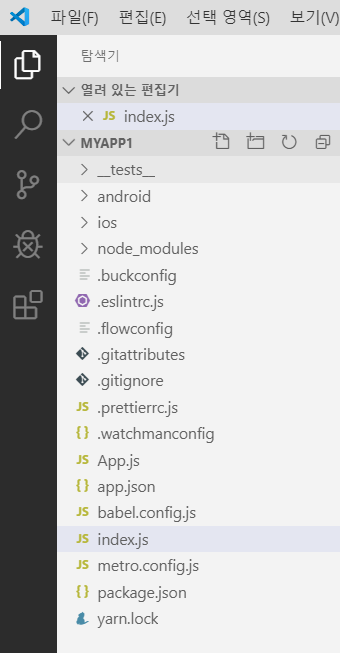 파일(F) 편집(E) 선택 영역(S) 보기(V)
탐색기
열려 있는 편집기
JS index.js
MYAPP1
__tests__
android
ios
node_modules
.buckconfig
.eslintrc.js
.flowconfig
.gitattributes
.gitignore
JS .prettierrc.js
{ } .watchmanconfig
JS App.js
{ } app.json
JS babel.config.js
JS index.js
JS metro.config.js
{ } package.json
yarn.lock